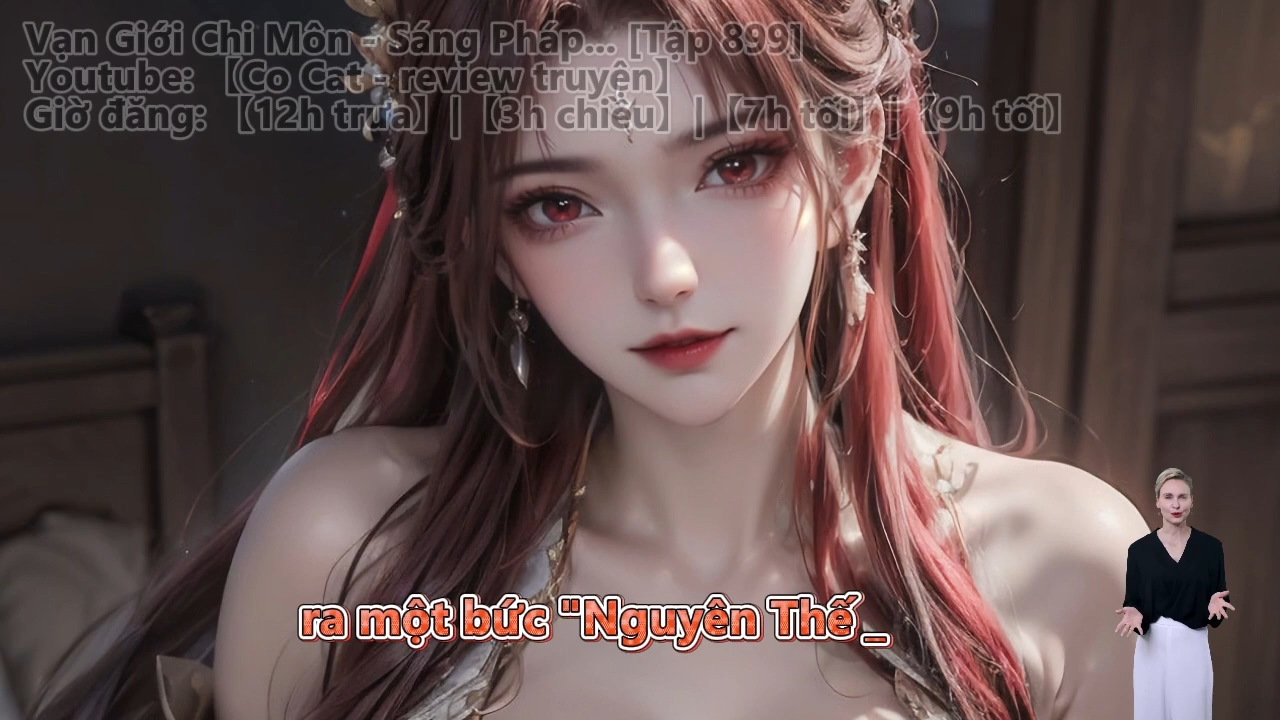 Vạn Giới Chi Môn - Sáng Pháp... [Tập 899]
Youtube: 【Co Cat - review truyện】
Giờ đăng: 【12h trưa】 | 【3h chiều】 | 【7h tối】 | 【9h tối】
ra một bức "Nguyên Thế _